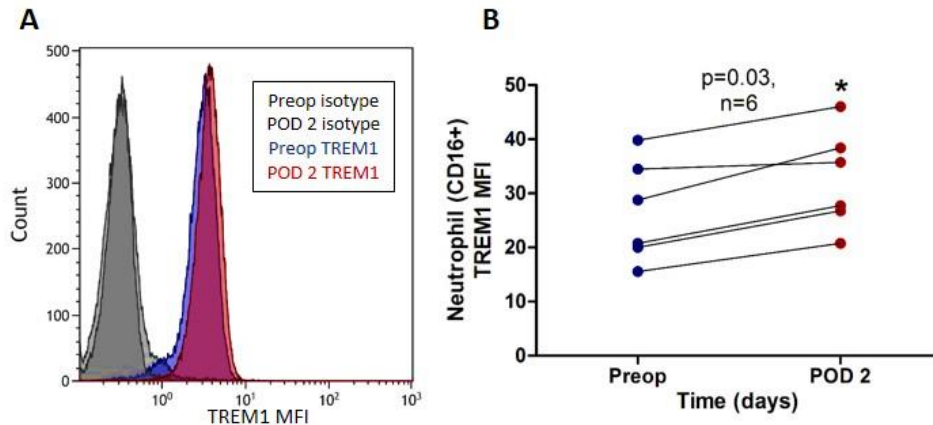 A
500
400
300
200
100
0
Count
Preop isotype
POD 2 isotype
Preop TREM1
POD 2 TREM1
10⁰
10¹
10²
10³
TREM1 MFI
B
Neutrophil (CD16+)
TREM1 MFI
50
40
30
20
10
0
p=0.03,
n=6
*
Preop
POD 2
Time (days)